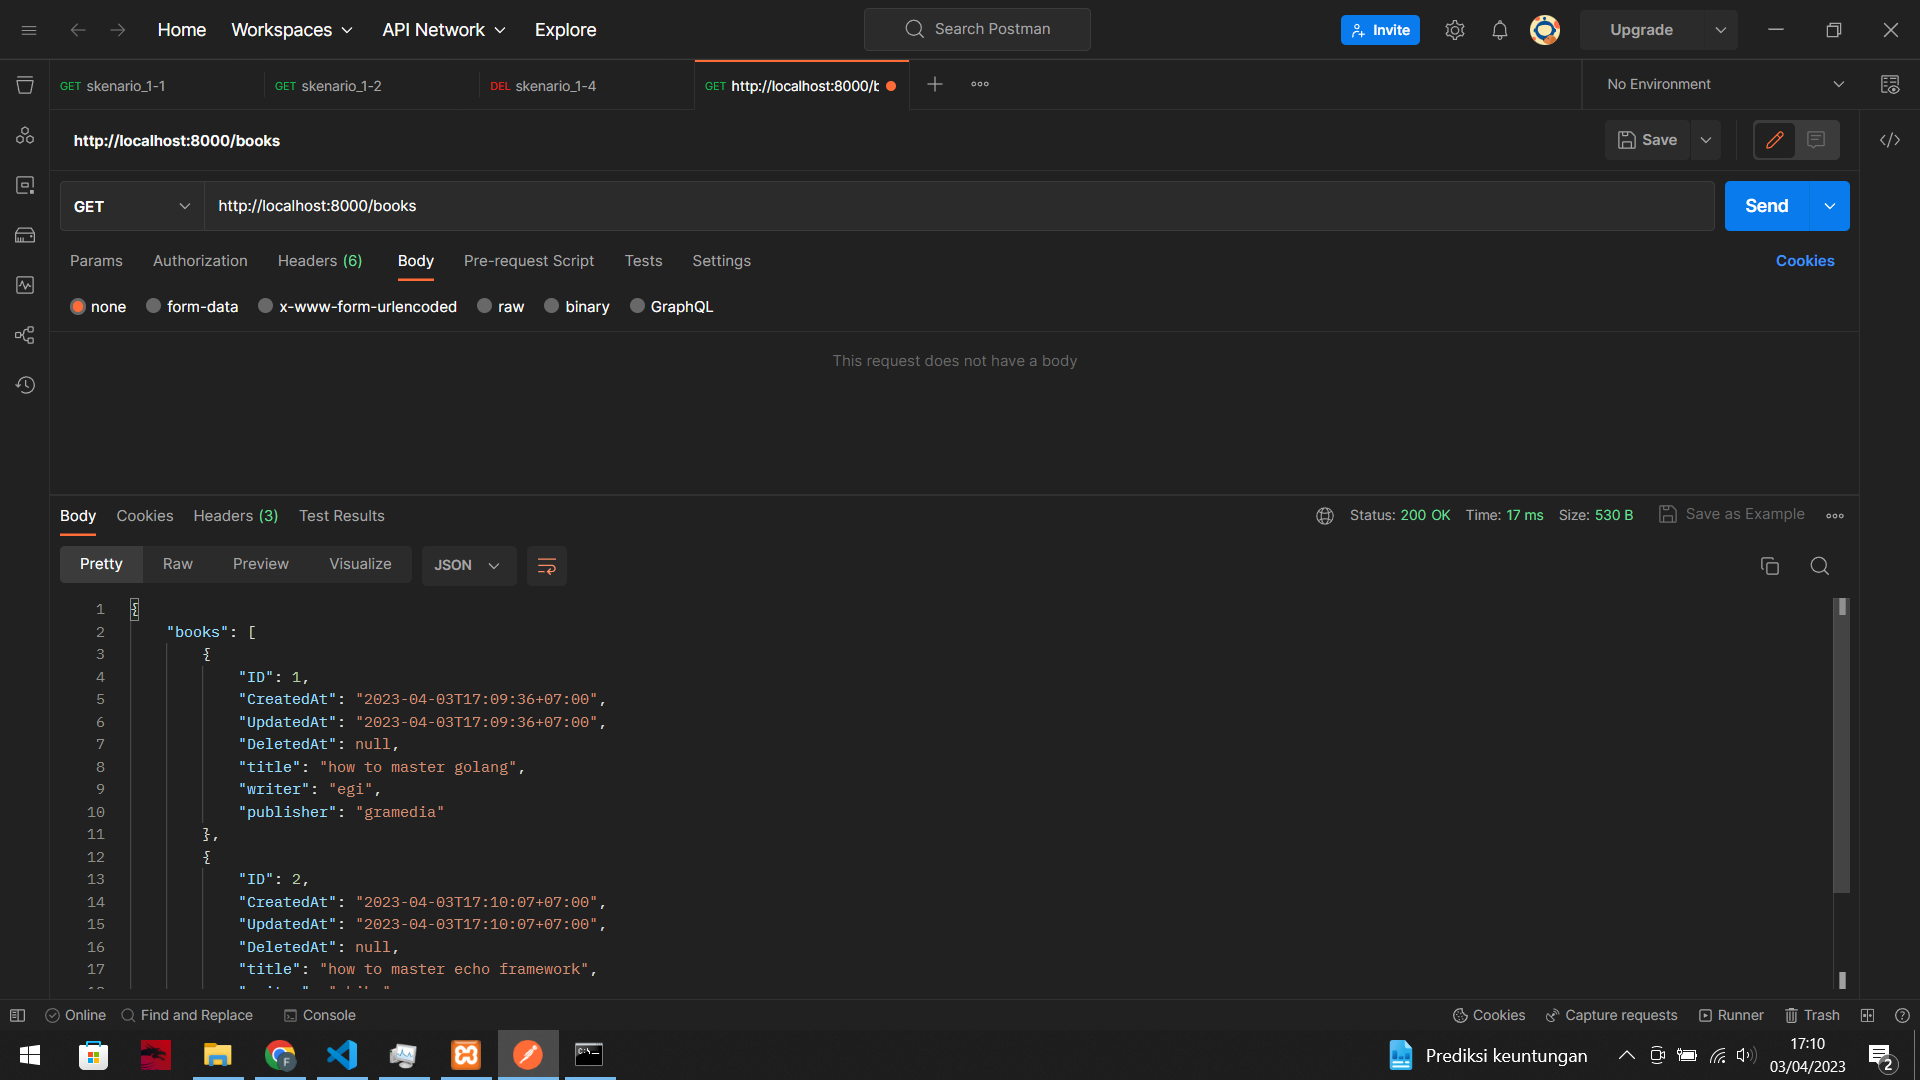 Home Workspaces API Network Explore Search Postman Invite Upgrade
GET skenario_1-1 GET skenario_1-2 DEL skenario_1-4 GET http://localhost:8000/b No Environment
http://localhost:8000/books Save
GET http://localhost:8000/books Send
Params Authorization Headers (6) Body Pre-request Script Tests Settings Cookies
none form-data x-www-form-urlencoded raw binary GraphQL
This request does not have a body
Body Cookies Headers (3) Test Results Status: 200 OK Time: 17 ms Size: 530 B Save as Example
Pretty Raw Preview Visualize JSON
1 {
2 "books": [
3 {
4 "ID": 1,
5 "CreatedAt": "2023-04-03T17:09:36+07:00",
6 "UpdatedAt": "2023-04-03T17:09:36+07:00",
7 "DeletedAt": null,
8 "title": "how to master golang",
9 "writer": "egi",
10 "publisher": "gramedia"
11 },
12 {
13 "ID": 2,
14 "CreatedAt": "2023-04-03T17:10:07+07:00",
15 "UpdatedAt": "2023-04-03T17:10:07+07:00",
16 "DeletedAt": null,
17 "title": "how to master echo framework",
Online Find and Replace Console Cookies Capture requests Runner Trash
Prediksi keuntungan 17:10
03/04/2023 2